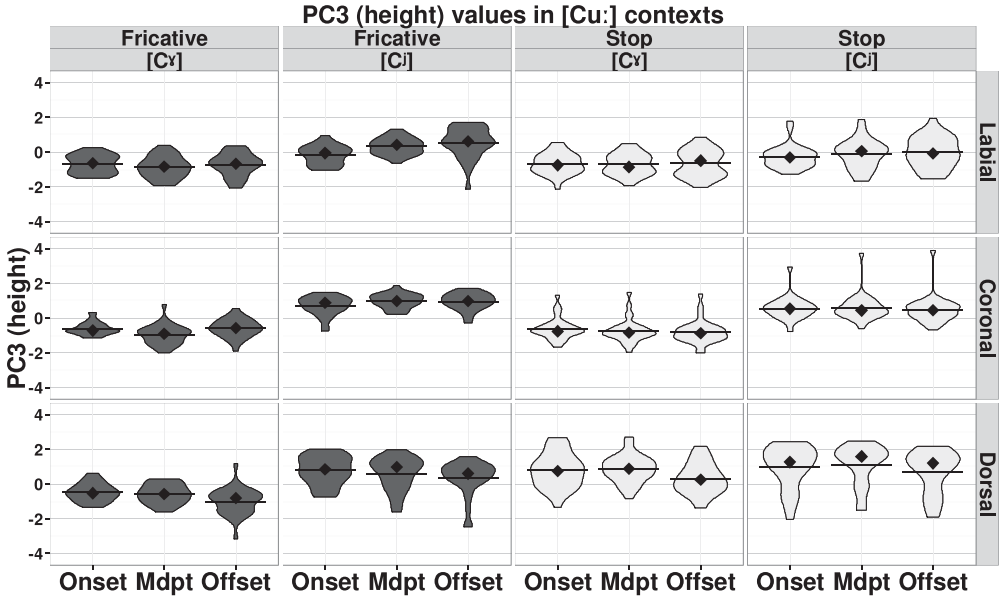 PC3 (height) values in [Cuː] contexts
Fricative Fricative Stop Stop
[Cˠ] [Cʲ] [Cˠ] [Cʲ]
PC3 (height)
4
2
0
-2
-4
Labial
4
2
0
-2
-4
Coronal
4
2
0
-2
-4
Dorsal
Onset Mdpt Offset Onset Mdpt Offset Onset Mdpt Offset Onset Mdpt Offset